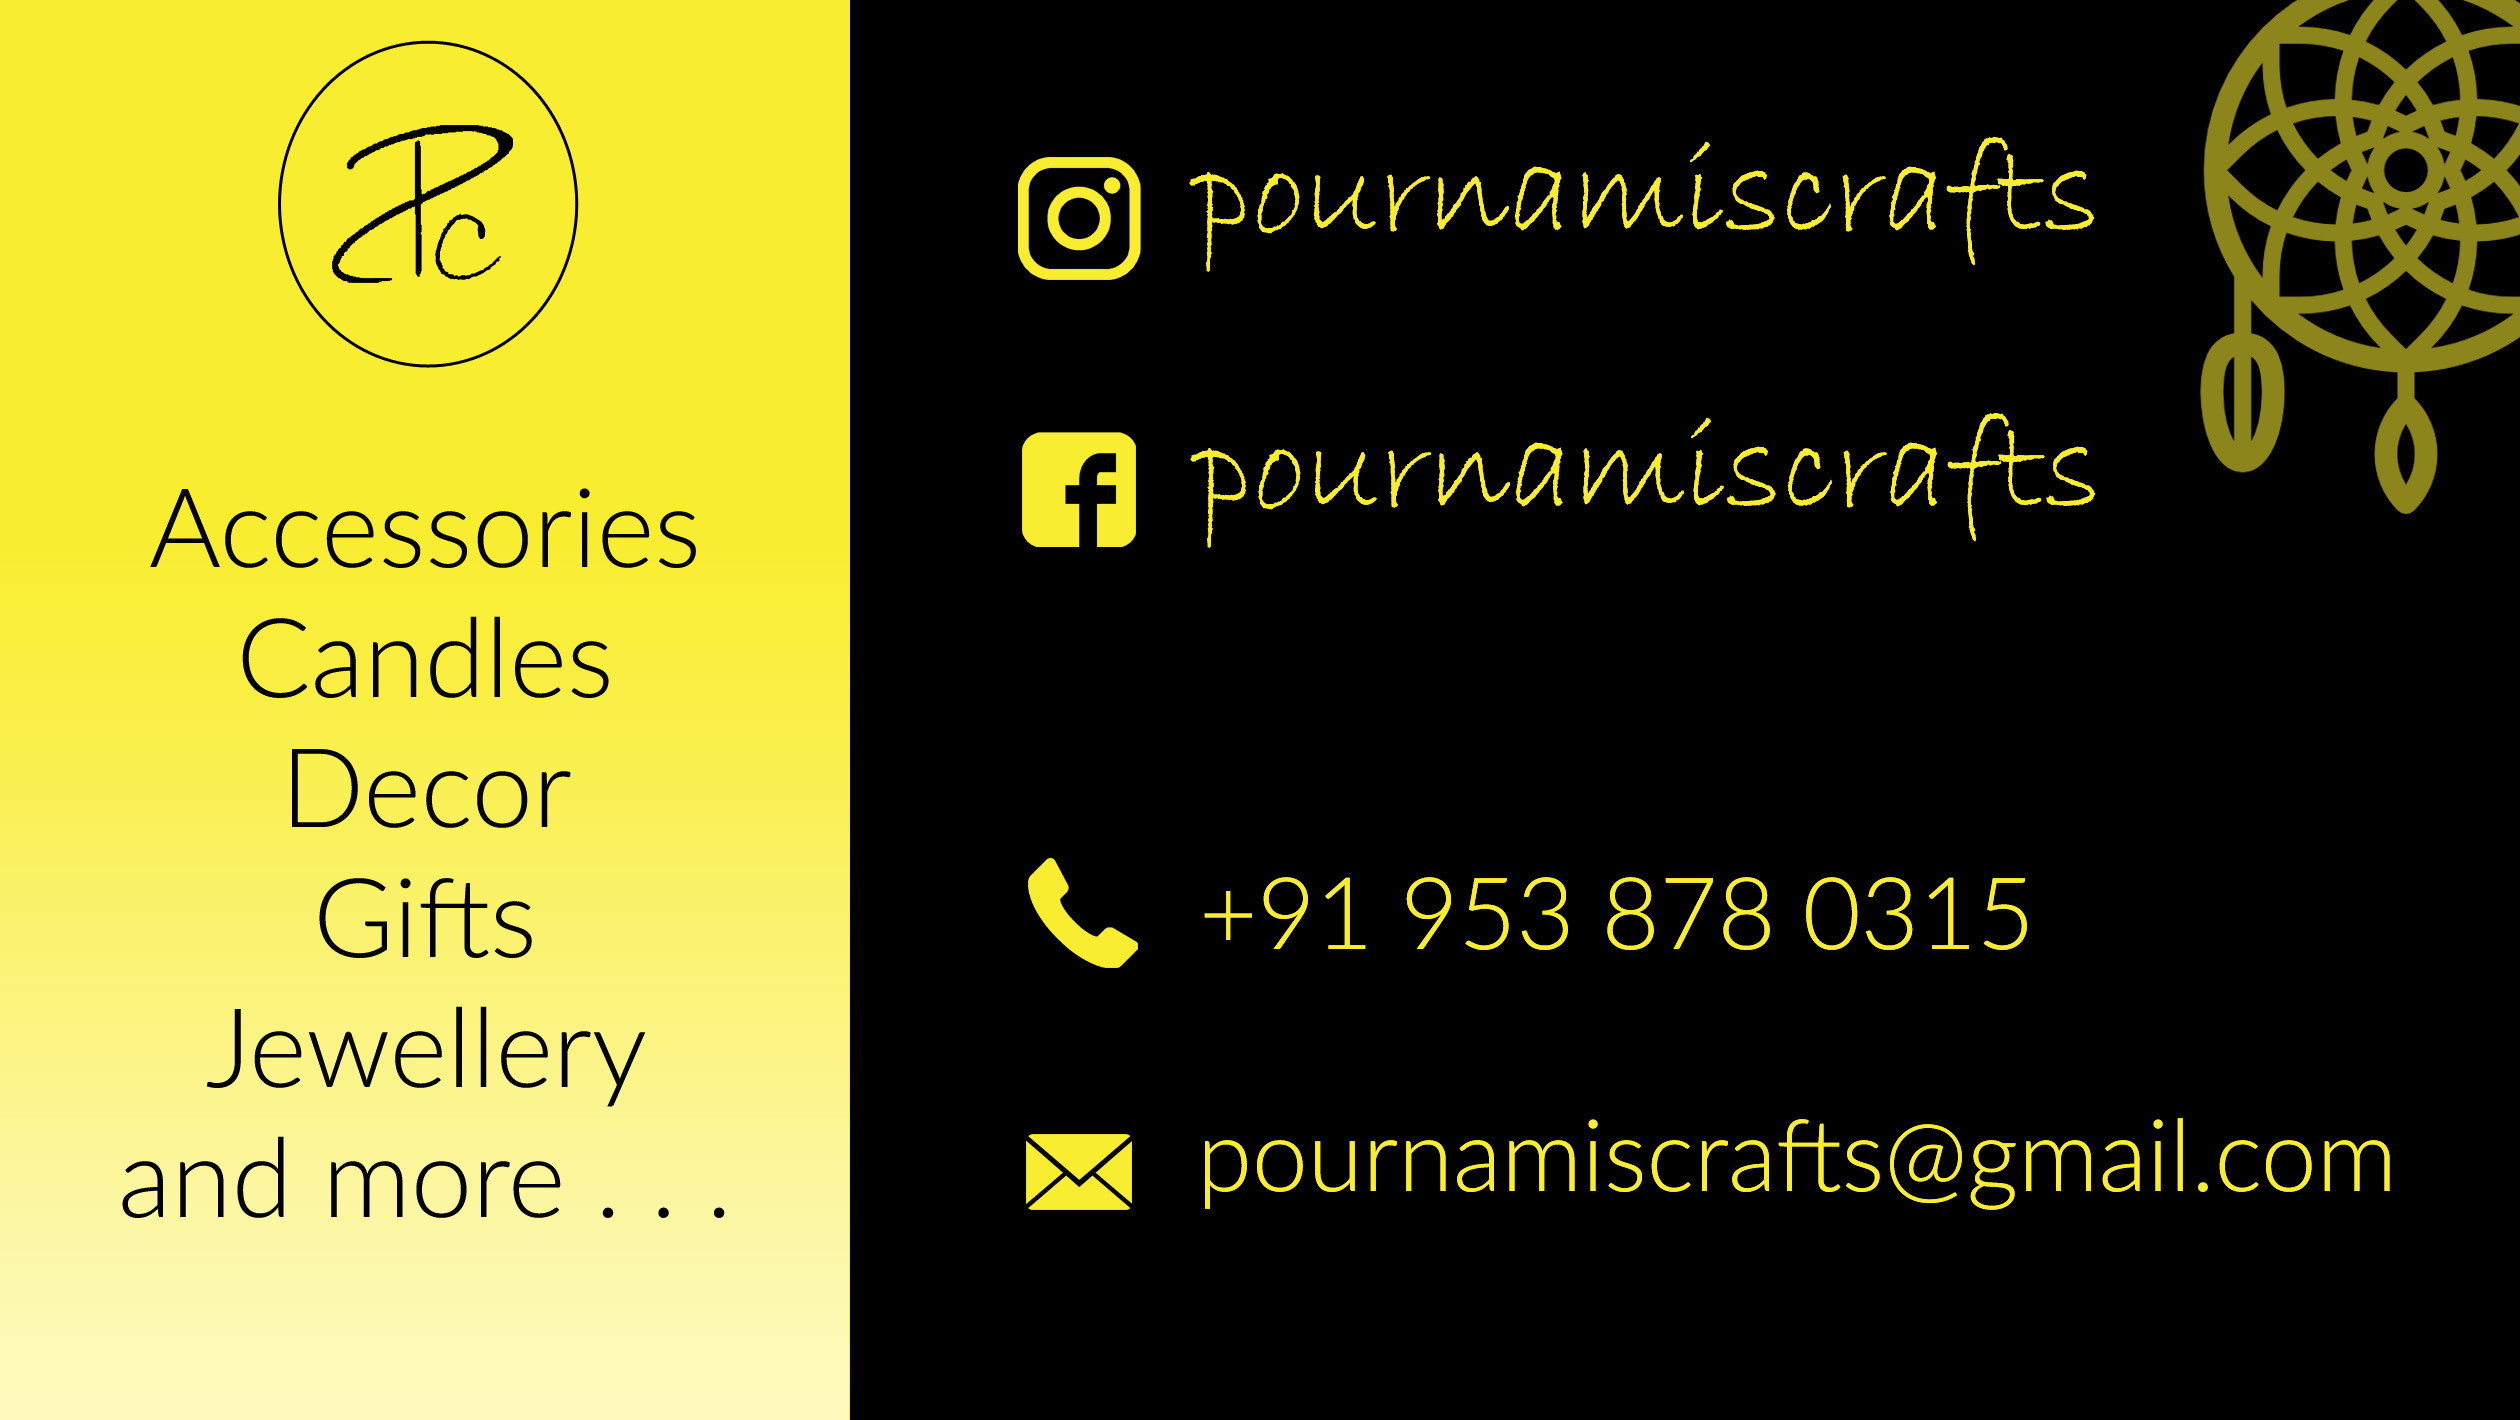 Pc
Accessories
Candles
Decor
Gifts
Jewellery
and more . . .
pournamiscrafts
pournamiscrafts
+91 953 878 0315
pournamiscrafts@gmail.com